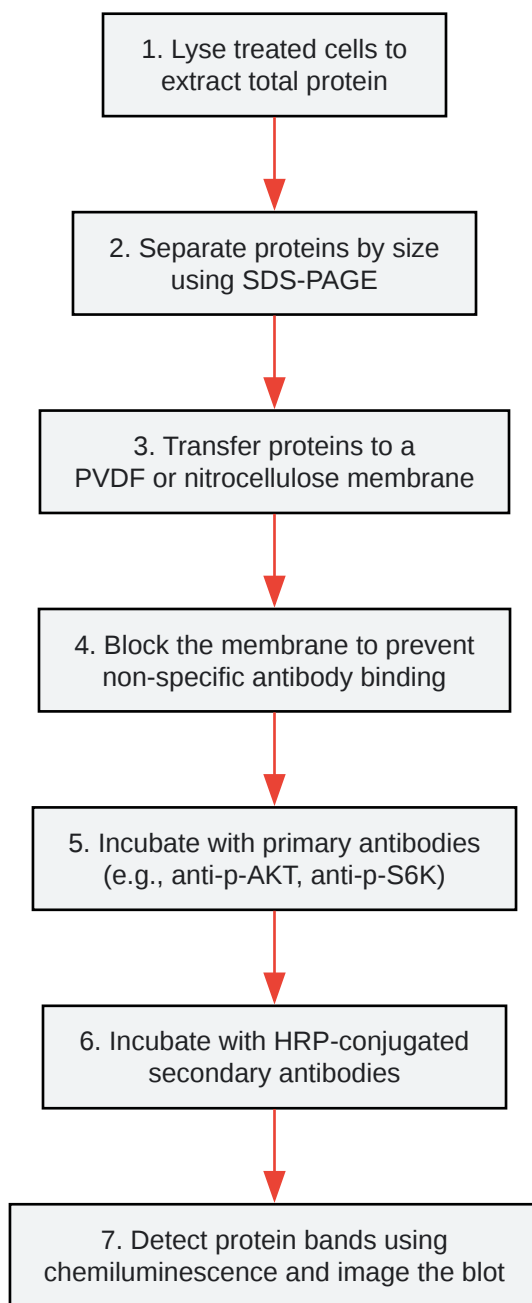 1. Lyse treated cells to
extract total protein
2. Separate proteins by size
using SDS-PAGE
3. Transfer proteins to a
PVDF or nitrocellulose membrane
4. Block the membrane to prevent
non-specific antibody binding
5. Incubate with primary antibodies
(e.g., anti-p-AKT, anti-p-S6K)
6. Incubate with HRP-conjugated
secondary antibodies
7. Detect protein bands using
chemiluminescence and image the blot